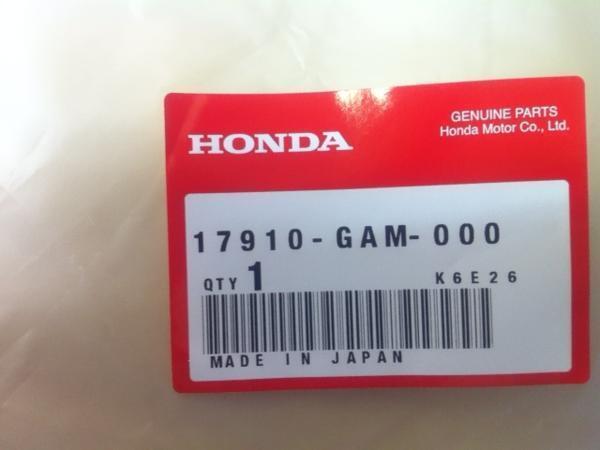 HONDA
GENUINE PARTS
Honda Motor Co., Ltd.
17910-GAM-000
QTY 1 K6E26
MADE IN JAPAN